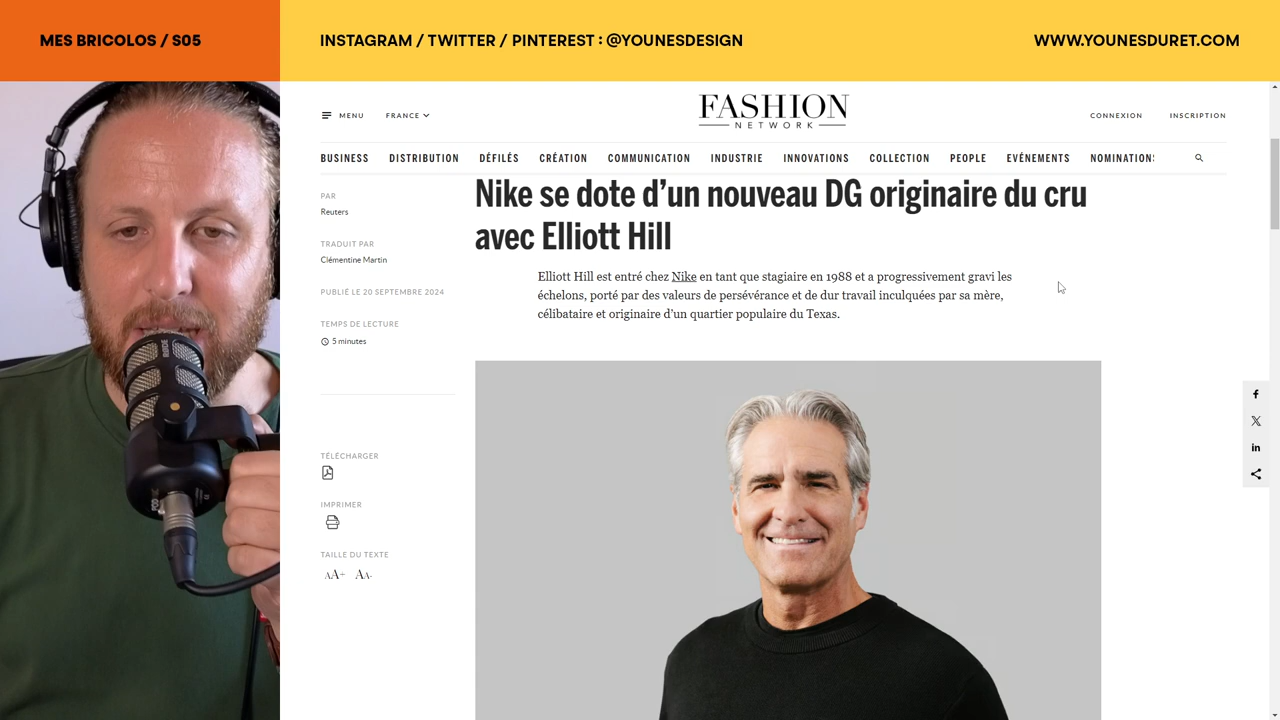 MES BRICOLOS / S05
INSTAGRAM / TWITTER / PINTEREST : @YOUNESDESIGN
WWW.YOUNESDURET.COM
MENU
FRANCE
FASHION
NETWORK
CONNEXION
INSCRIPTION
BUSINESS DISTRIBUTION DÉFILÉS CRÉATION COMMUNICATION INDUSTRIE INNOVATIONS COLLECTION PEOPLE EVÉNEMENTS NOMINATIONS
Nike se dote d’un nouveau DG originaire du cru
avec Elliott Hill
PAR
Reuters
TRADUIT PAR
Clémentine Martin
PUBLIÉ LE 20 SEPTEMBRE 2024
TEMPS DE LECTURE
5 minutes
Elliott Hill est entré chez Nike en tant que stagiaire en 1988 et a progressivement gravi les
échelons, porté par des valeurs de persévérance et de dur travail inculquées par sa mère,
célibataire et originaire d’un quartier populaire du Texas.
TÉLÉCHARGER
IMPRIMER
TAILLE DU TEXTE
AA+ AA-
RØDE